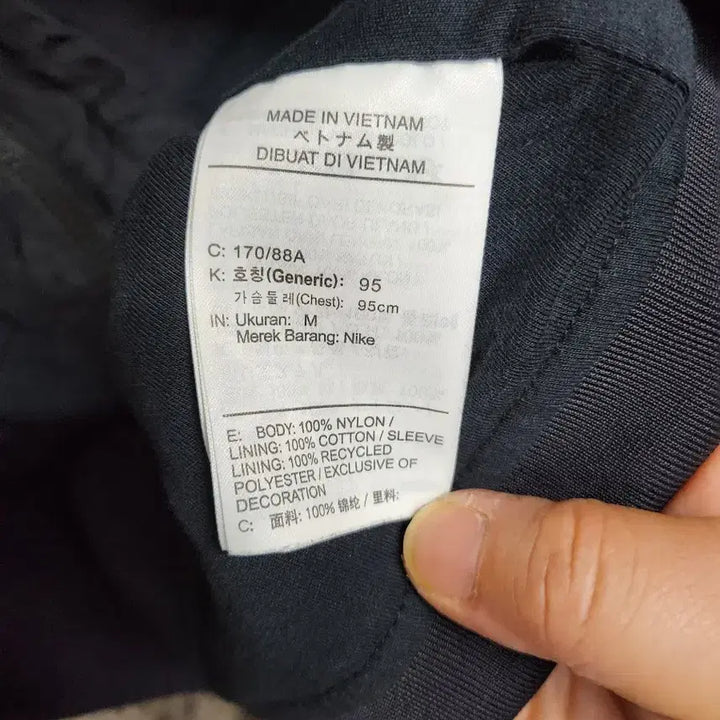 MADE IN VIETNAM
ベトナム製
DIBUAT DI VIETNAM
C: 170/88A
K: 호칭(Generic): 95
가슴둘레(Chest): 95cm
IN: Ukuran: M
Merek Barang: Nike
E: BODY: 100% NYLON /
LINING: 100% COTTON / SLEEVE
LINING: 100% RECYCLED
POLYESTER / EXCLUSIVE OF
DECORATION
C: 面料: 100% 锦纶 / 里料: